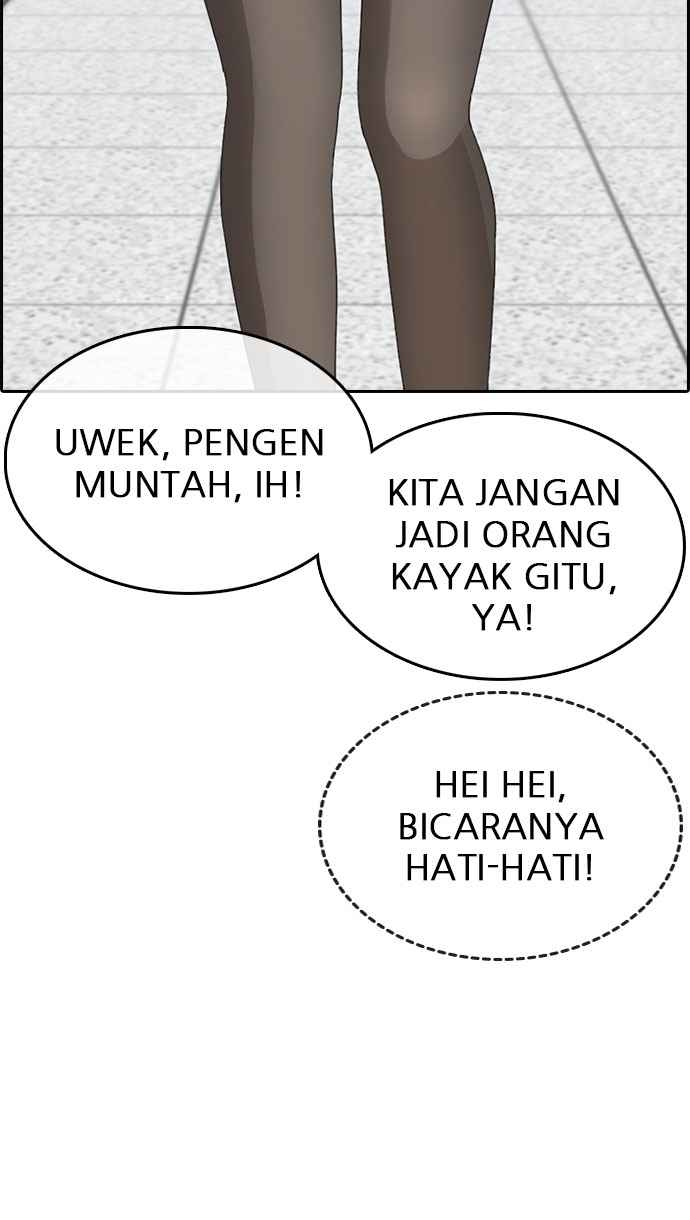 UWEK, PENGEN
MUNTAH, IH!
KITA JANGAN
JADI ORANG
KAYAK GITU,
YA!
HEI HEI,
BICARANYA
HATI-HATI!